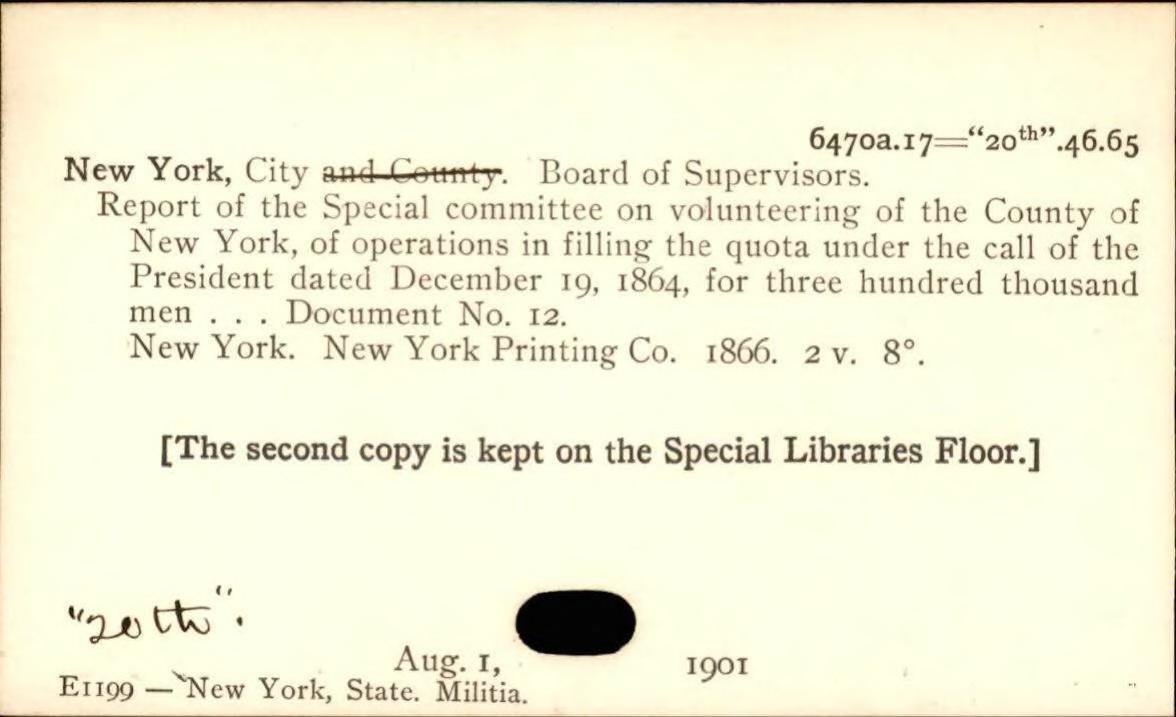 6470a.17="20th".46.65
New York, City and County. Board of Supervisors.
Report of the Special committee on volunteering of the County of
New York, of operations in filling the quota under the call of the
President dated December 19, 1864, for three hundred thousand
men . . . Document No. 12.
New York. New York Printing Co. 1866. 2 v. 8°.
[The second copy is kept on the Special Libraries Floor.]
"20th".
Aug. 1, 1901
E1199 — New York, State. Militia.